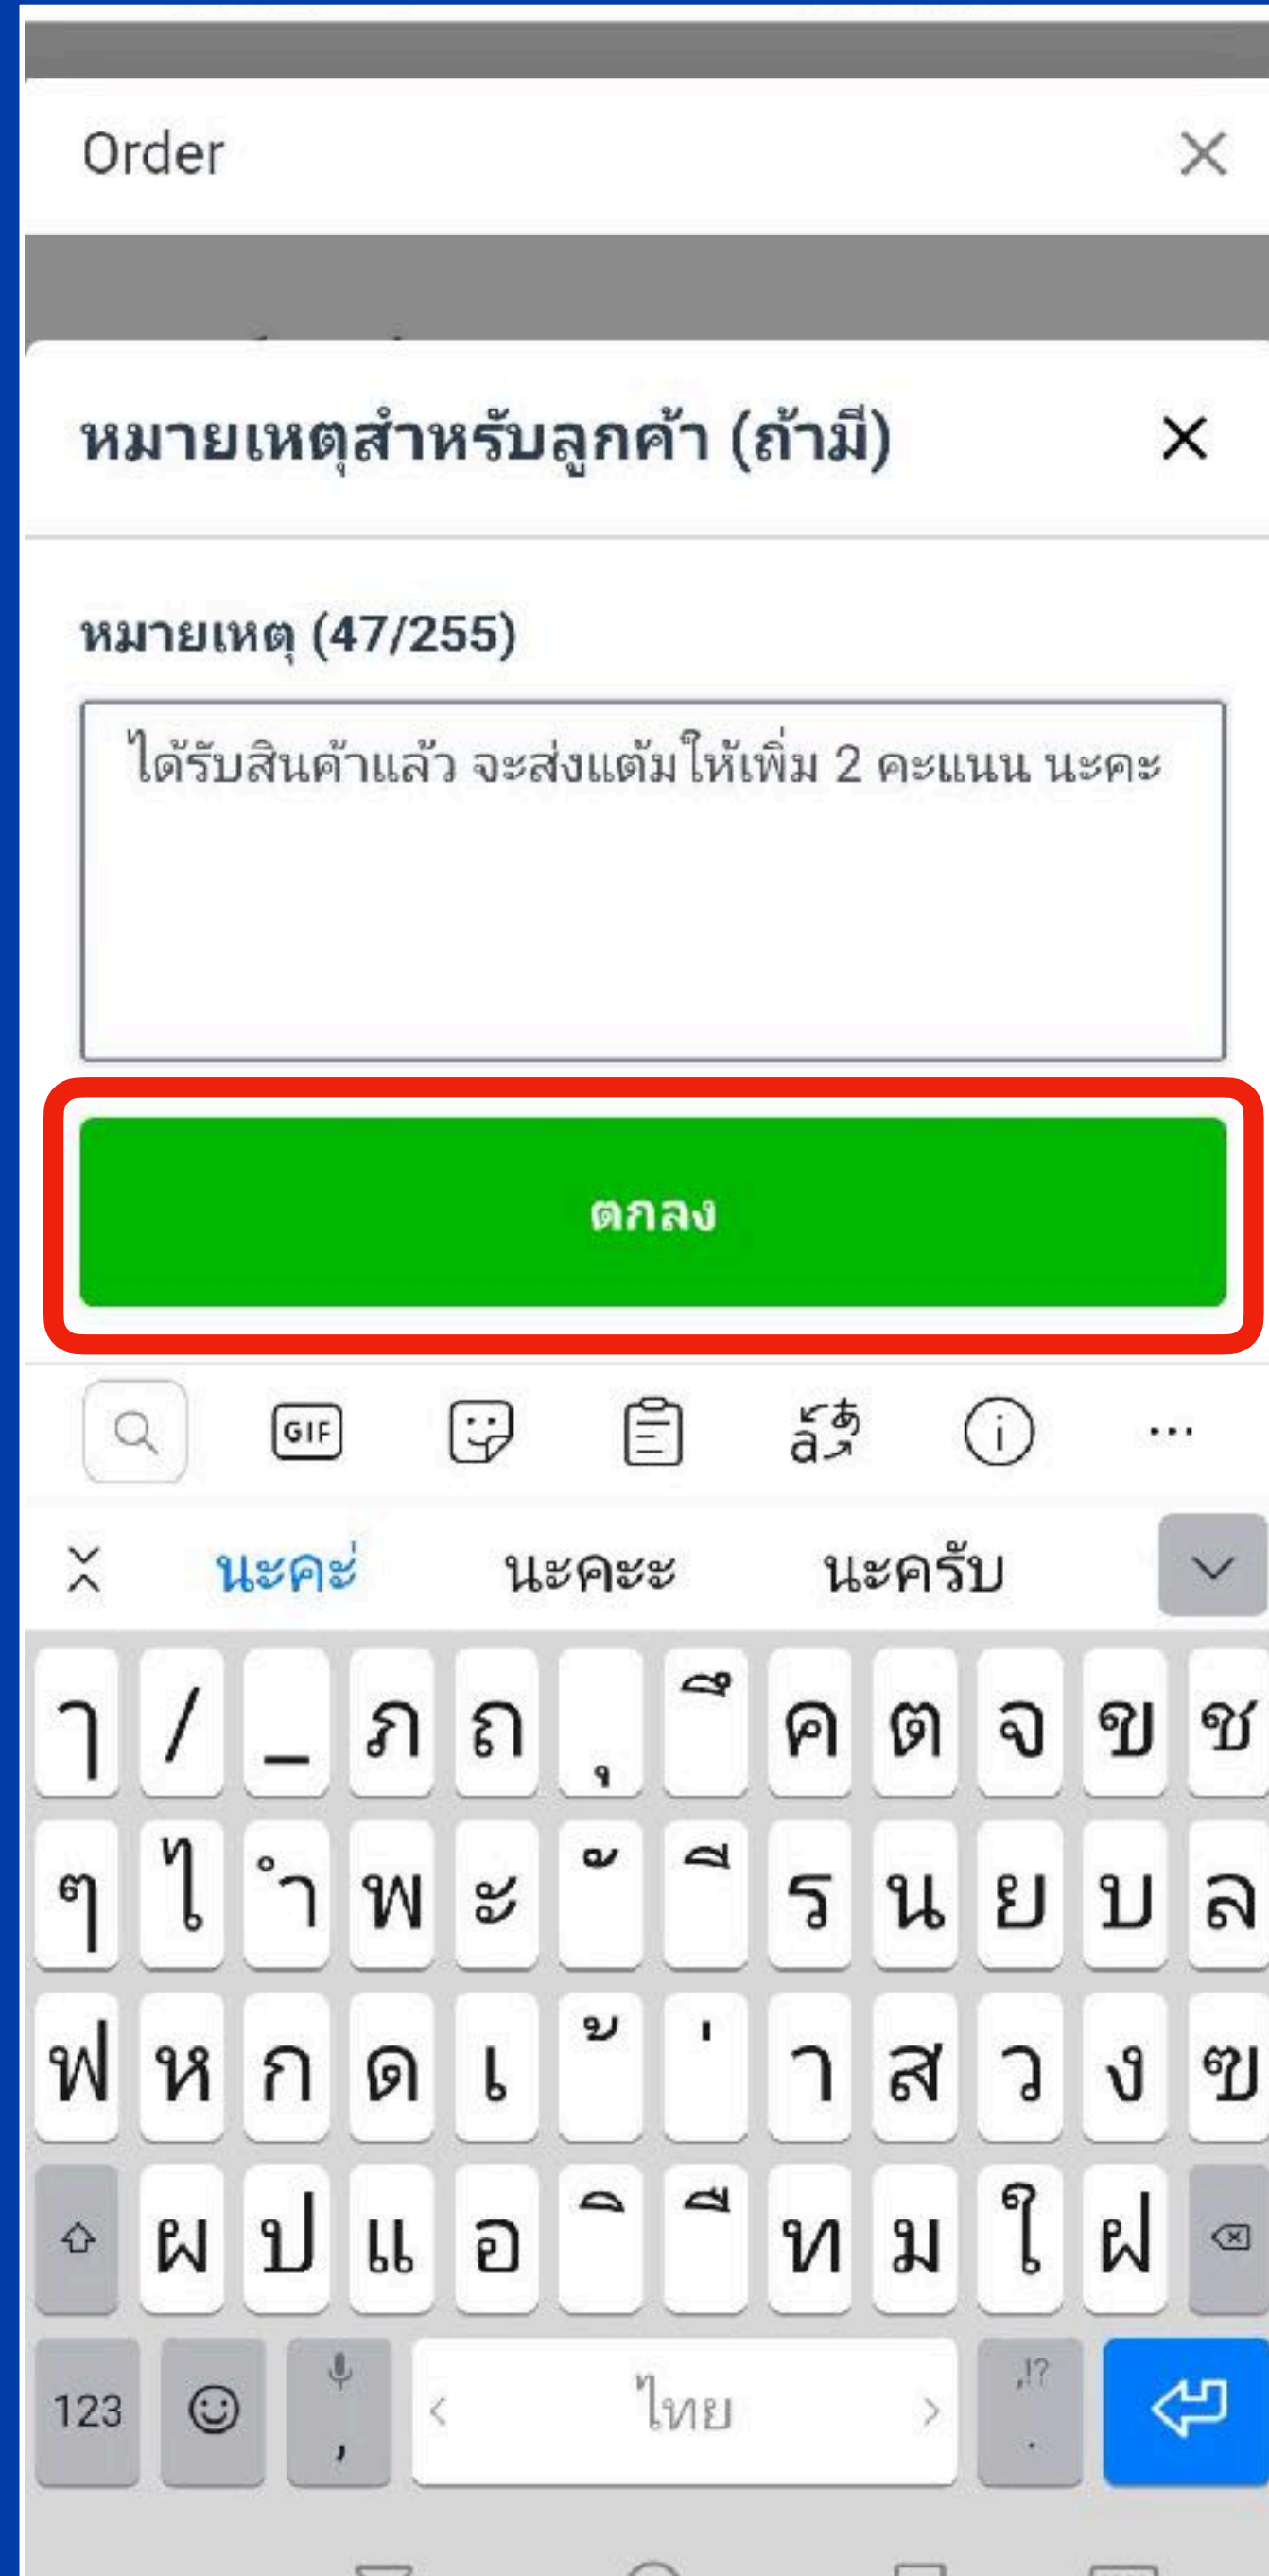 Order
หมายเหตุสำหรับลูกค้า (ถ้ามี)
หมายเหตุ (47/255)
ได้รับสินค้าแล้ว จะส่งแต้มให้เพิ่ม 2 คะแนน นะคะ
ตกลง
GIF
นะคะ่ นะคะะ นะครับ
ๅ / _ ภ ถ ุ ึ ค ต จ ข ช
ๆ ไ ำ พ ะ ั ี ร น ย บ ล
ฟ ห ก ด เ ้ ่ า ส ว ง ฃ
ผ ป แ อ ิ ื ท ม ใ ฝ
123 , < ไทย > ,!? .